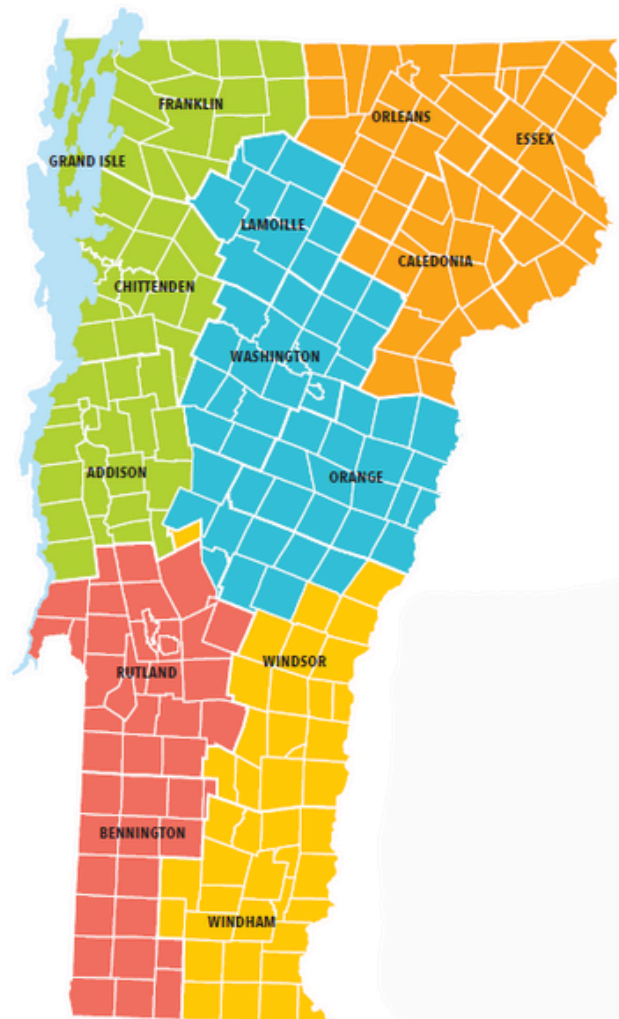 FRANKLIN
ORLEANS
ESSEX
GRAND ISLE
LAMOILLE
CALEDONIA
CHITTENDEN
WASHINGTON
ADDISON
ORANGE
WINDSOR
RUTLAND
BENNINGTON
WINDHAM